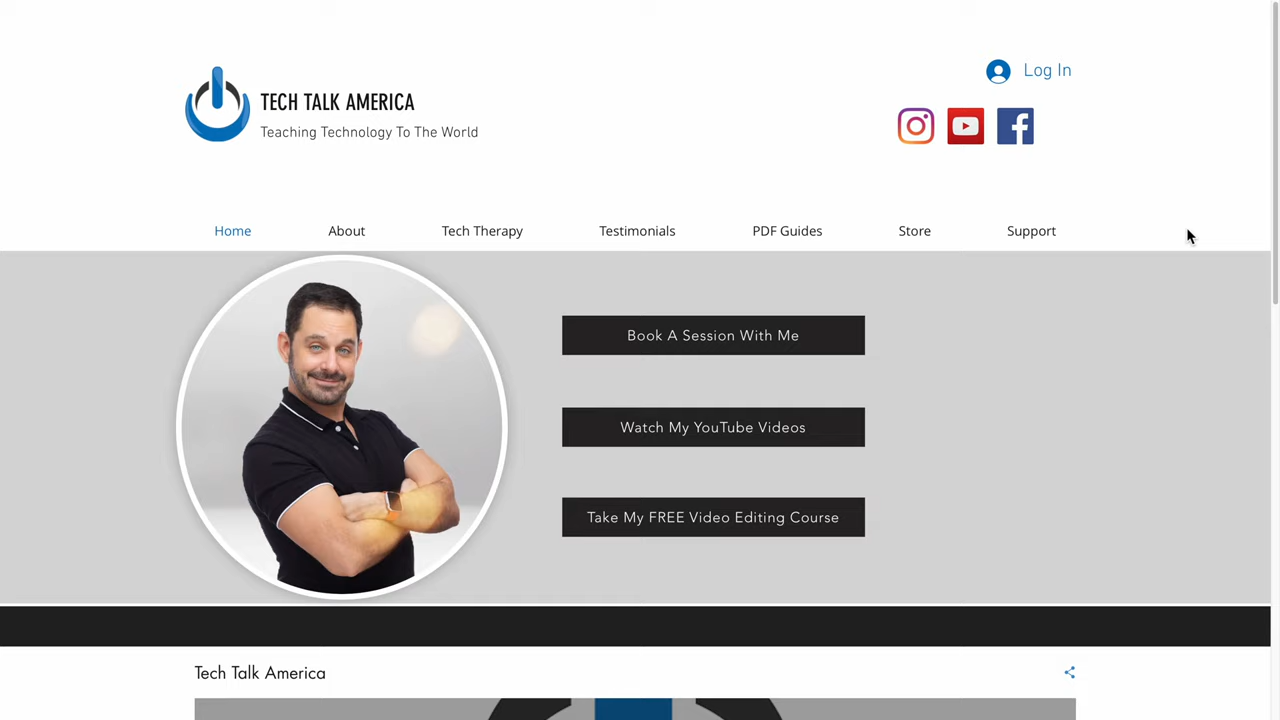 Log In
TECH TALK AMERICA
Teaching Technology To The World
Home About Tech Therapy Testimonials PDF Guides Store Support
Book A Session With Me
Watch My YouTube Videos
Take My FREE Video Editing Course
Tech Talk America